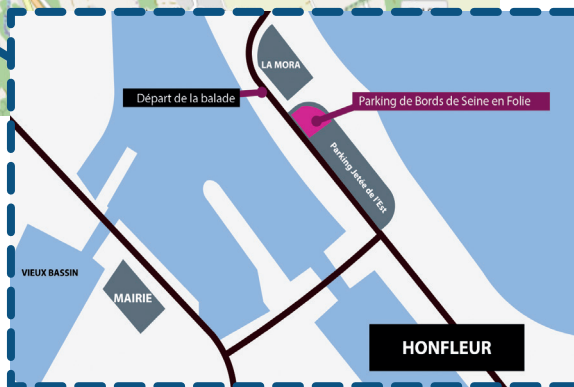 LA MORA
Départ de la balade
Parking de Bords de Seine en Folie
Parking Jetée de l'Est
VIEUX BASSIN
MAIRIE
HONFLEUR